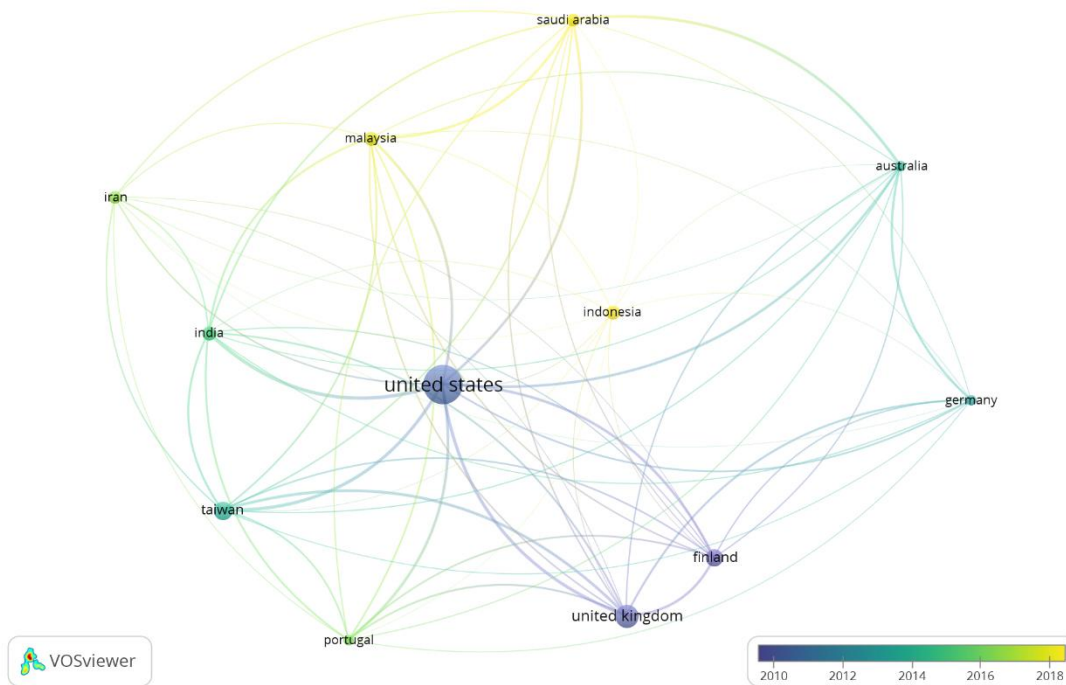 saudi arabia
malaysia
australia
iran
indonesia
india
united states
germany
taiwan
finland
united kingdom
portugal
VOSviewer
2010 2012 2014 2016 2018